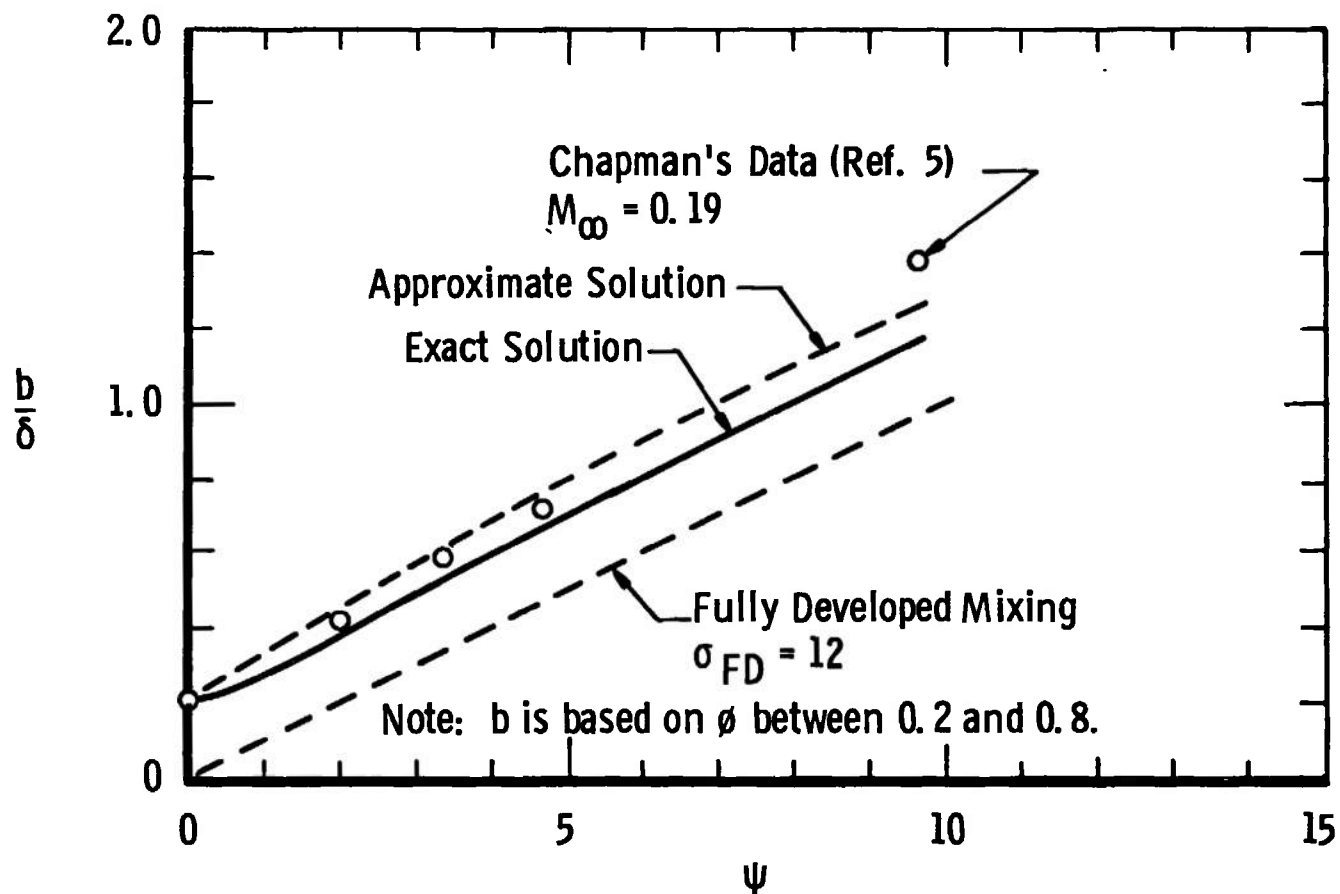 2.0
Chapman's Data (Ref. 5)
M∞ = 0.19
Approximate Solution
Exact Solution
b
δ
1.0
Fully Developed Mixing
σFD = 12
Note: b is based on ø between 0.2 and 0.8.
0
0 5 10 15
ψ